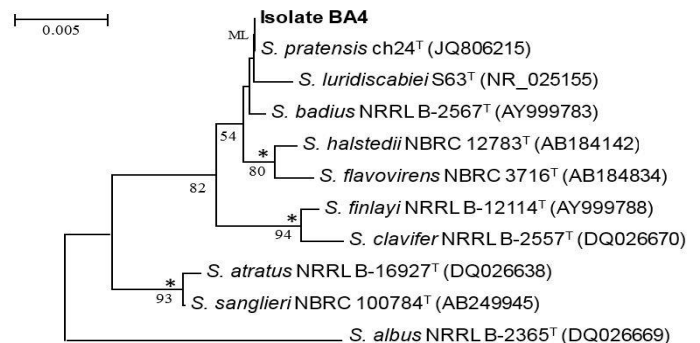 Isolate BA4
0.005
ML
S. pratensis ch24ᵀ (JQ806215)
S. luridiscabiei S63ᵀ (NR_025155)
S. badius NRRL B-2567ᵀ (AY999783)
54
S. halstedii NBRC 12783ᵀ (AB184142)
*
80
S. flavovirens NBRC 3716ᵀ (AB184834)
82
S. finlayi NRRL B-12114ᵀ (AY999788)
*
94
S. clavifer NRRL B-2557ᵀ (DQ026670)
S. atratus NRRL B-16927ᵀ (DQ026638)
*
93
S. sanglieri NBRC 100784ᵀ (AB249945)
S. albus NRRL B-2365ᵀ (DQ026669)